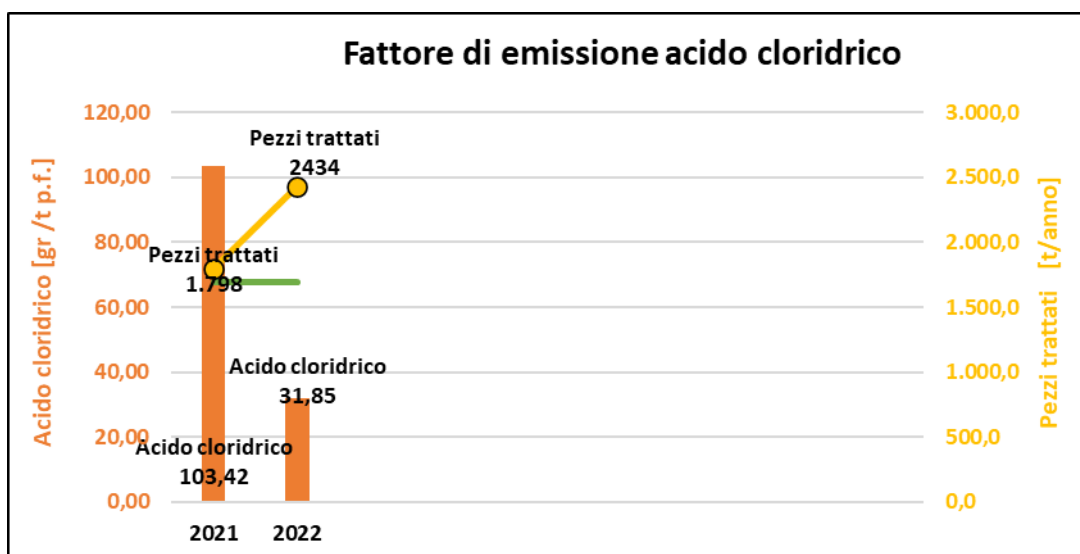 Fattore di emissione acido cloridrico
Acido cloridrico [gr /t p.f.]
120,00
100,00
80,00
60,00
40,00
20,00
0,00
Pezzi trattati
2434
Pezzi trattati
1.798
Acido cloridrico
31,85
Acido cloridrico
103,42
2021 2022
3.000,0
2.500,0
2.000,0
1.500,0
1.000,0
500,0
0,0
Pezzi trattati [t/anno]